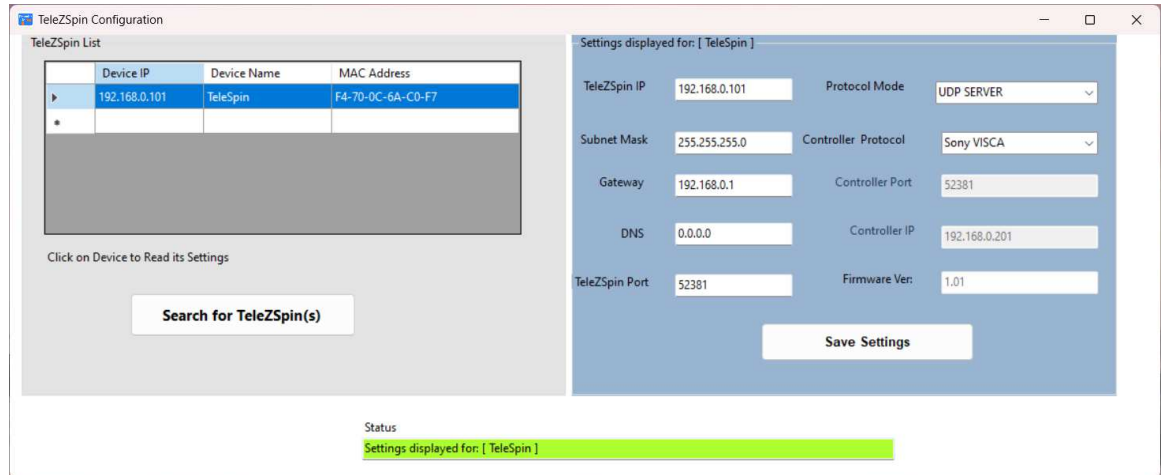 TeleZSpin Configuration
TeleZSpin List
Device IP Device Name MAC Address
192.168.0.101 TeleSpin F4-70-0C-6A-C0-F7
Click on Device to Read its Settings
Search for TeleZSpin(s)
Settings displayed for: [ TeleSpin ]
TeleZSpin IP 192.168.0.101 Protocol Mode UDP SERVER
Subnet Mask 255.255.255.0 Controller Protocol Sony VISCA
Gateway 192.168.0.1 Controller Port 52381
DNS 0.0.0.0 Controller IP 192.168.0.201
TeleZSpin Port 52381 Firmware Ver: 1.01
Save Settings
Status
Settings displayed for: [ TeleSpin ]